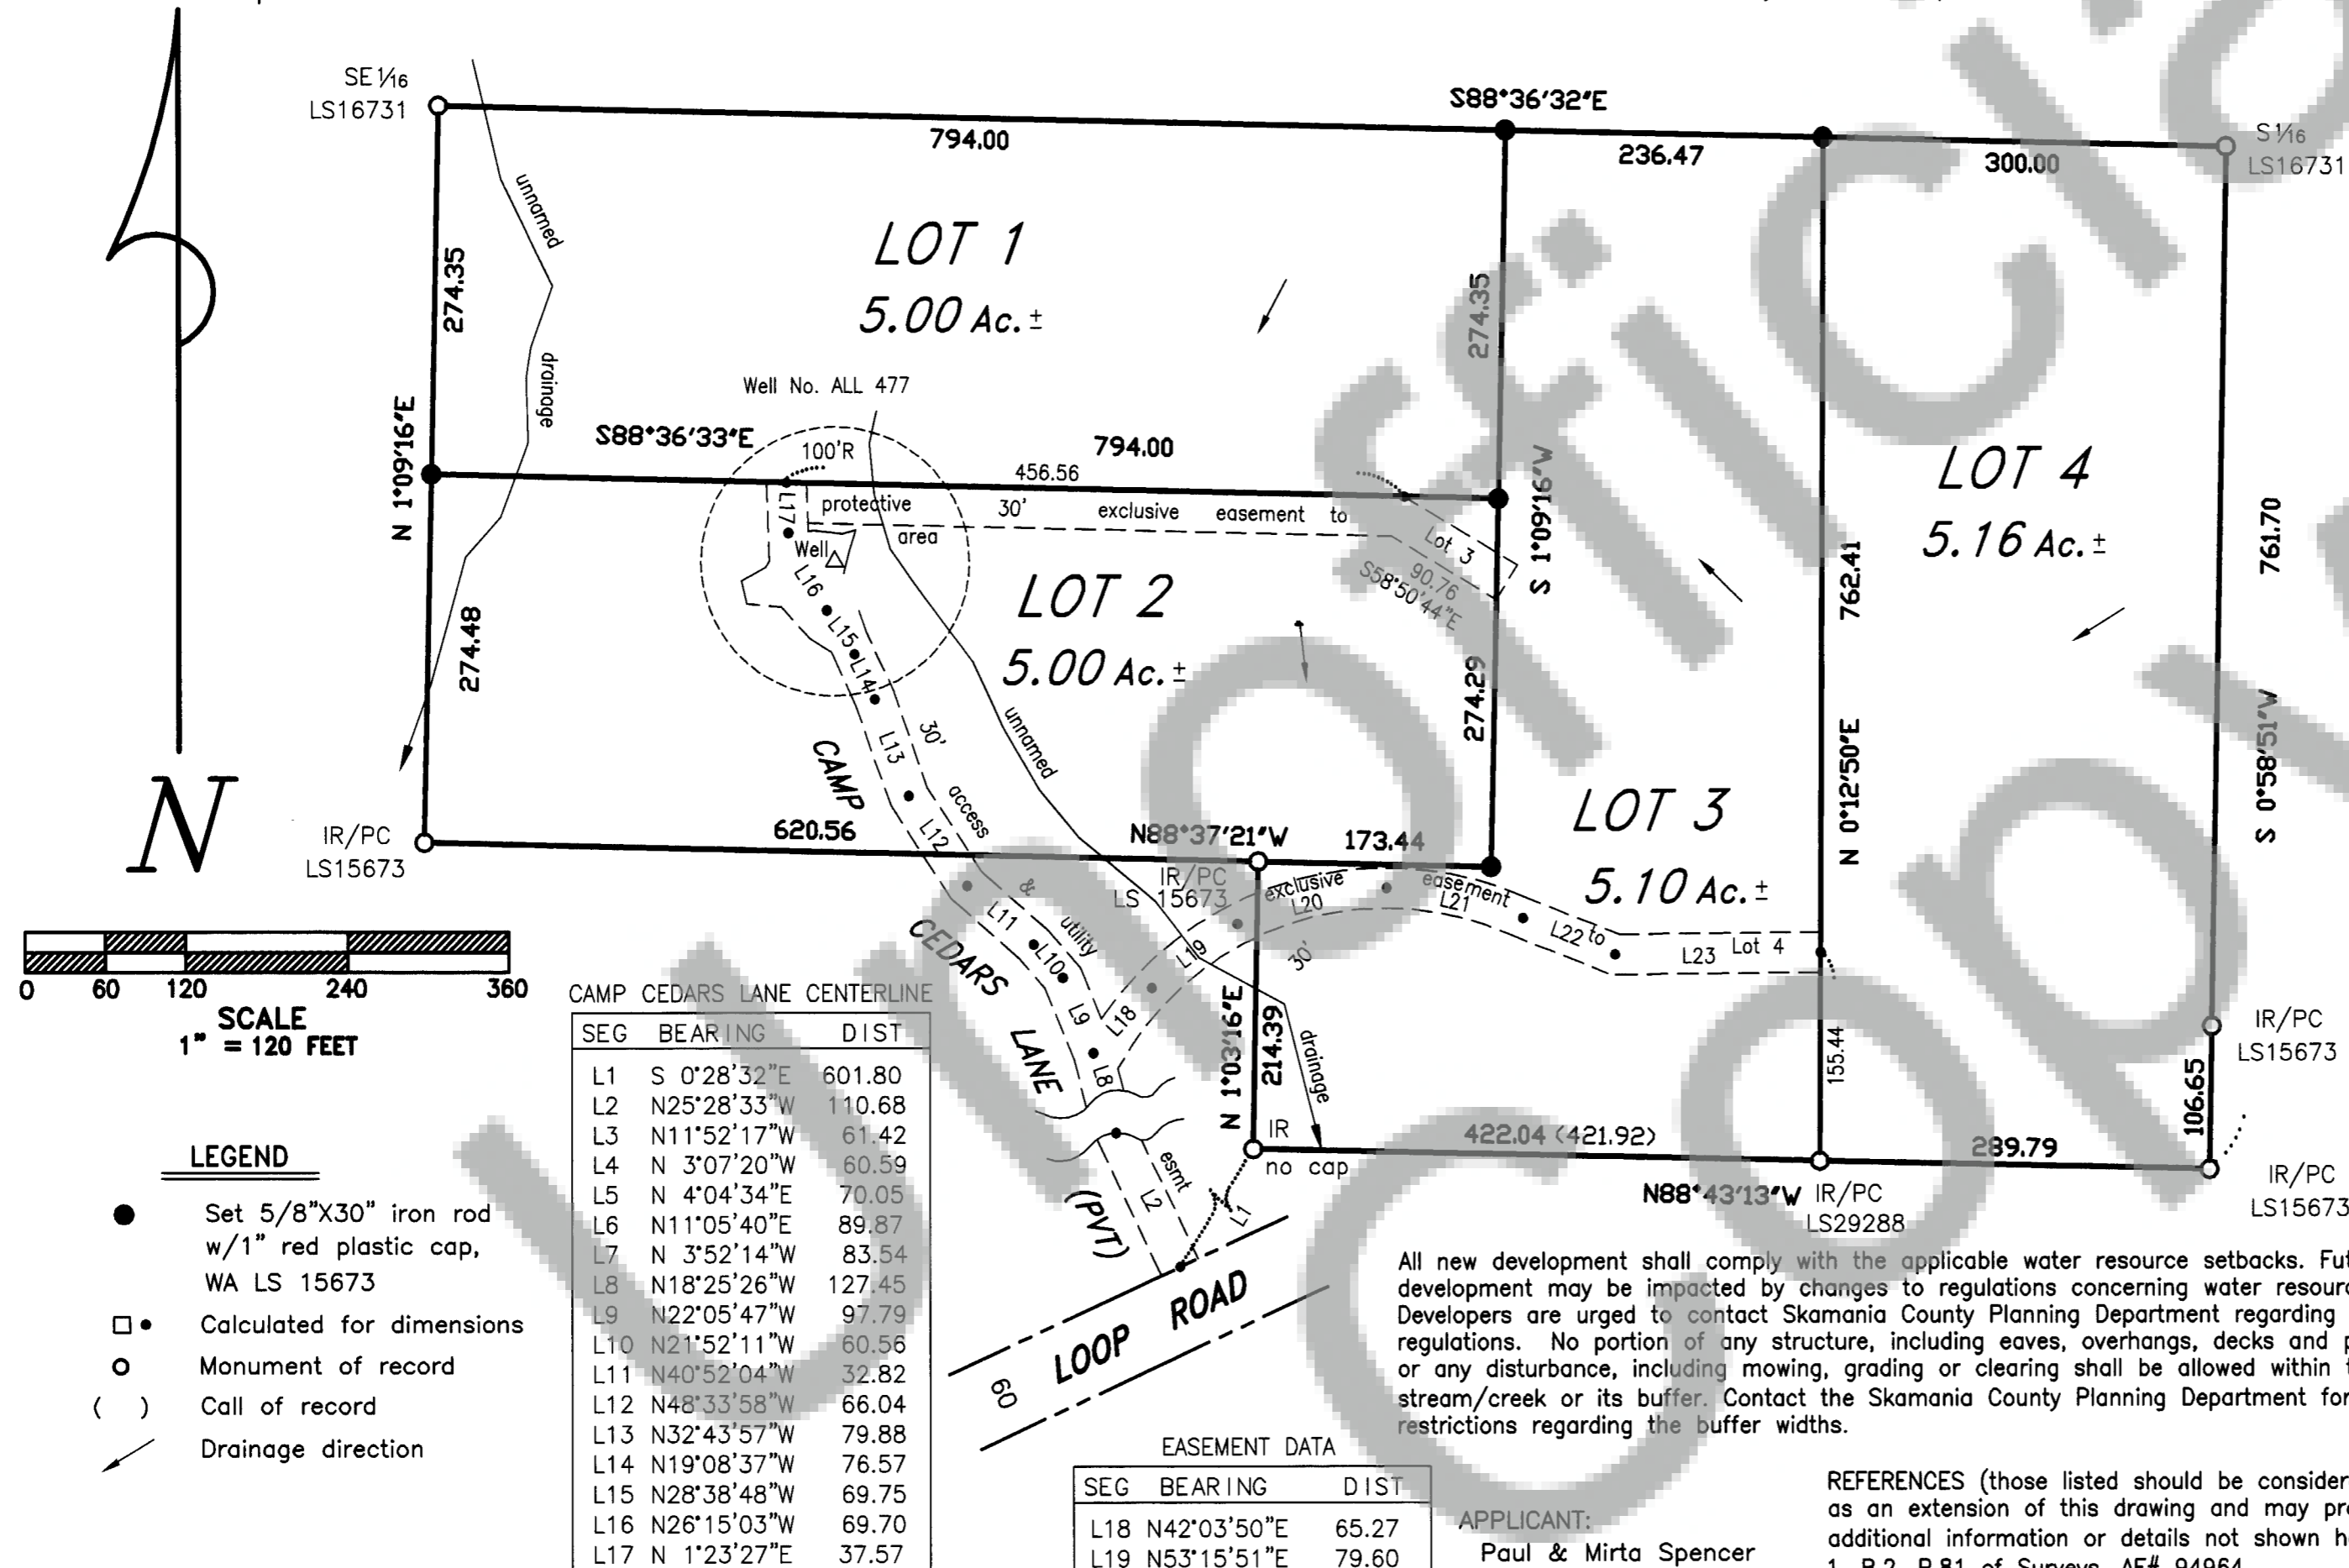 SE 1/16
LS16731
S88°36'32"E
S 1/16
LS16731
794.00
236.47
300.00
unnamed
drainage
LOT 1
5.00 Ac.±
274.35
274.35
N 1°09'16"E
Well No. ALL 477
S88°36'33"E
100'R
794.00
456.56
L17
protective
area
30' exclusive easement to
Lot 3
90.76
S58°50'44"E
S 1°09'16"W
Well
L16
L15
L14
L13
L12
LOT 2
5.00 Ac.±
274.48
274.29
LOT 4
5.16 Ac.±
762.41
761.70
N 0°12'50"E
S 0°58'51"W
LOT 3
5.10 Ac.±
30'
access
&
utility
unnamed
CAMP
CEDARS
LANE
(PVT)
IR/PC
LS15673
620.56
N88°37'21"W
173.44
IR/PC
LS 15673
exclusive
easement
to
Lot 4
L20
L21
L22
L23
L19
L18
30'
L11
L10
L9
L8
N 1°03'16"E
214.39
drainage
155.44
IR/PC
LS15673
106.65
IR
no cap
422.04 (421.92)
289.79
N88°43'13"W
IR/PC
LS29288
IR/PC
LS15673
esmt
L2
L1
LOOP ROAD
60
N
0 60 120 240 360
SCALE
1" = 120 FEET
LEGEND
Set 5/8"X30" iron rod
w/1" red plastic cap,
WA LS 15673
Calculated for dimensions
Monument of record
( ) Call of record
Drainage direction
CAMP CEDARS LANE CENTERLINE
SEG BEARING DIST
L1 S 0°28'32"E 601.80
L2 N25°28'33"W 110.68
L3 N11°52'17"W 61.42
L4 N 3°07'20"W 60.59
L5 N 4°04'34"E 70.05
L6 N11°05'40"E 89.87
L7 N 3°52'14"W 83.54
L8 N18°25'26"W 127.45
L9 N22°05'47"W 97.79
L10 N21°52'11"W 60.56
L11 N40°52'04"W 32.82
L12 N48°33'58"W 66.04
L13 N32°43'57"W 79.88
L14 N19°08'37"W 76.57
L15 N28°38'48"W 69.75
L16 N26°15'03"W 69.70
L17 N 1°23'27"E 37.57
EASEMENT DATA
SEG BEARING DIST
L18 N42°03'50"E 65.27
L19 N53°15'51"E 79.60
All new development shall comply with the applicable water resource setbacks. Fut
development may be impacted by changes to regulations concerning water resour
Developers are urged to contact Skamania County Planning Department regarding
regulations. No portion of any structure, including eaves, overhangs, decks and p
or any disturbance, including mowing, grading or clearing shall be allowed within
stream/creek or its buffer. Contact the Skamania County Planning Department for
restrictions regarding the buffer widths.
APPLICANT:
Paul & Mirta Spencer
REFERENCES (those listed should be consider
as an extension of this drawing and may pr
additional information or details not shown h
1. B.2, P.81 of Surveys, AF# 94964
Unofficial
Copy